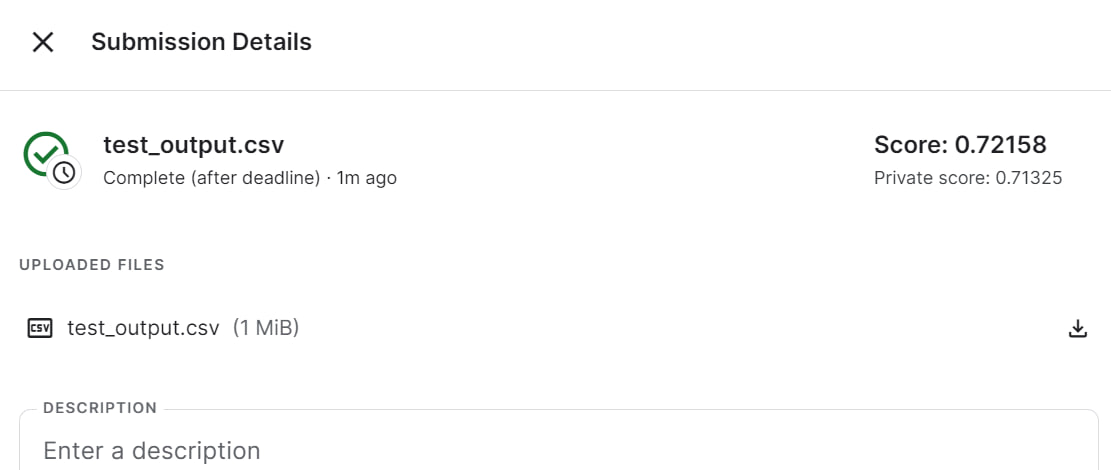 Submission Details
test_output.csv
Score: 0.72158
Complete (after deadline) · 1m ago
Private score: 0.71325
UPLOADED FILES
CSV test_output.csv (1 MiB)
DESCRIPTION
Enter a description